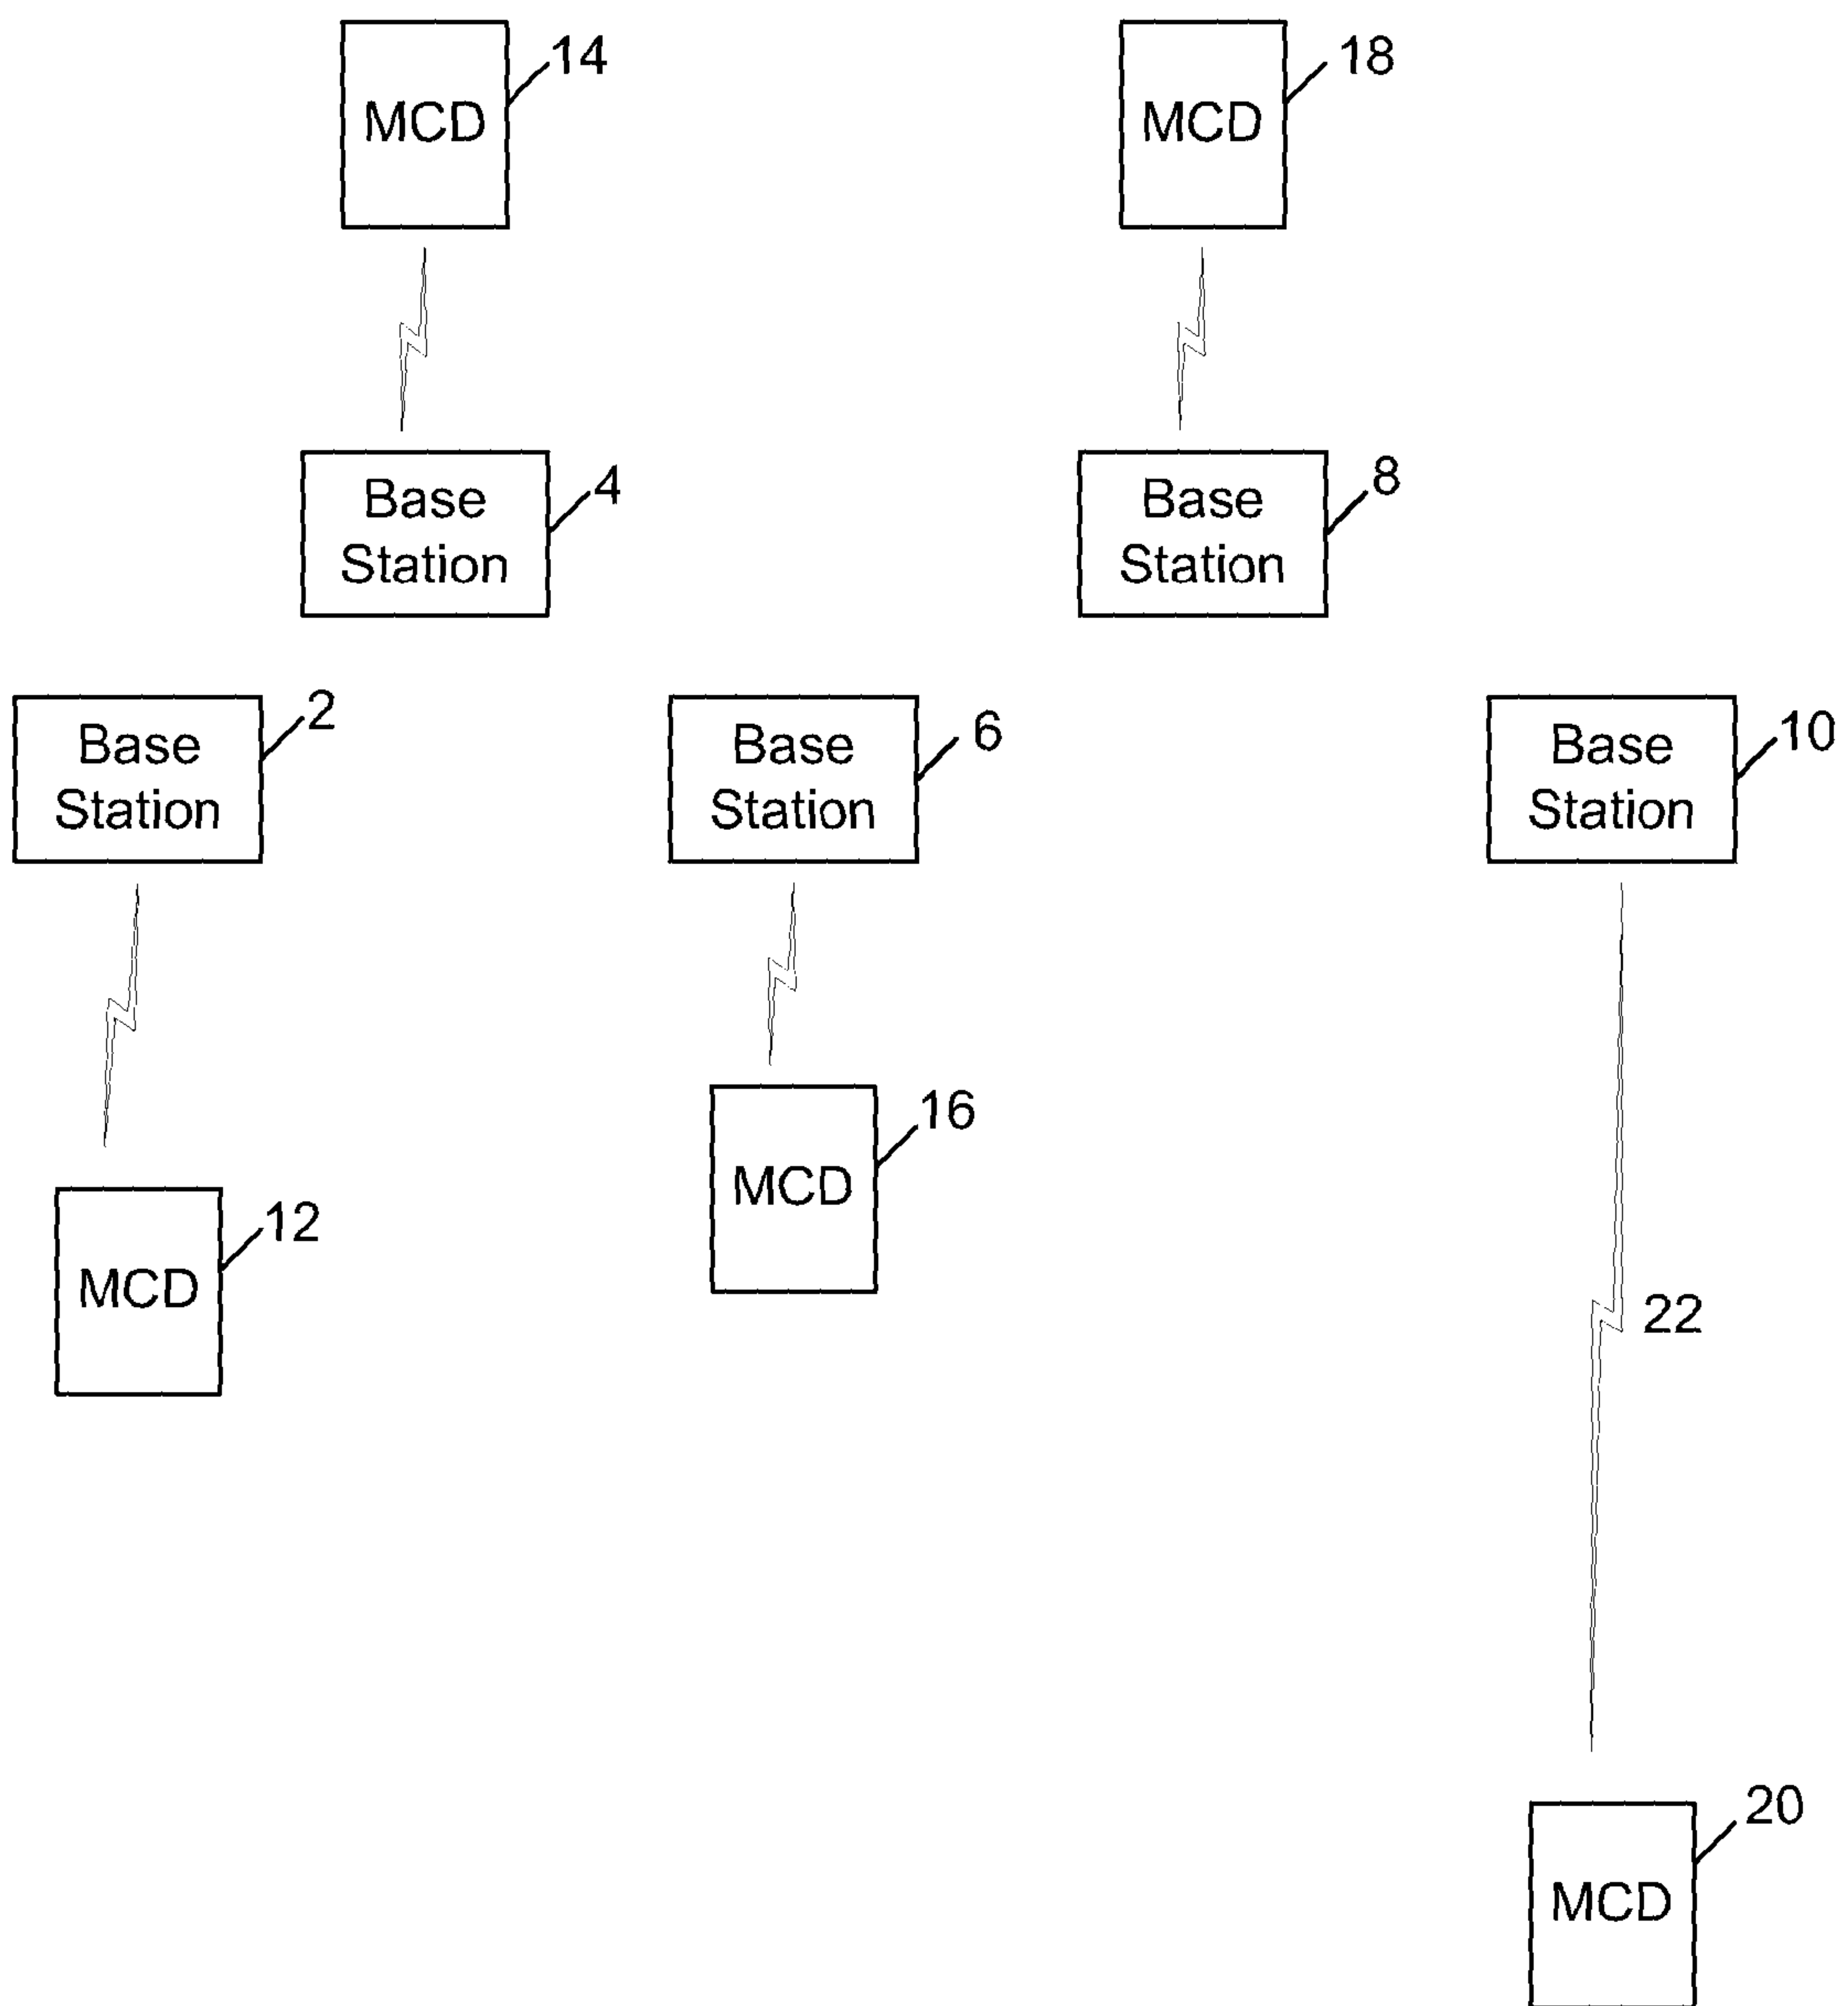 14
MCD
18
MCD
4
Base
Station
8
Base
Station
2
Base
Station
6
Base
Station
10
Base
Station
16
MCD
12
MCD
22
20
MCD